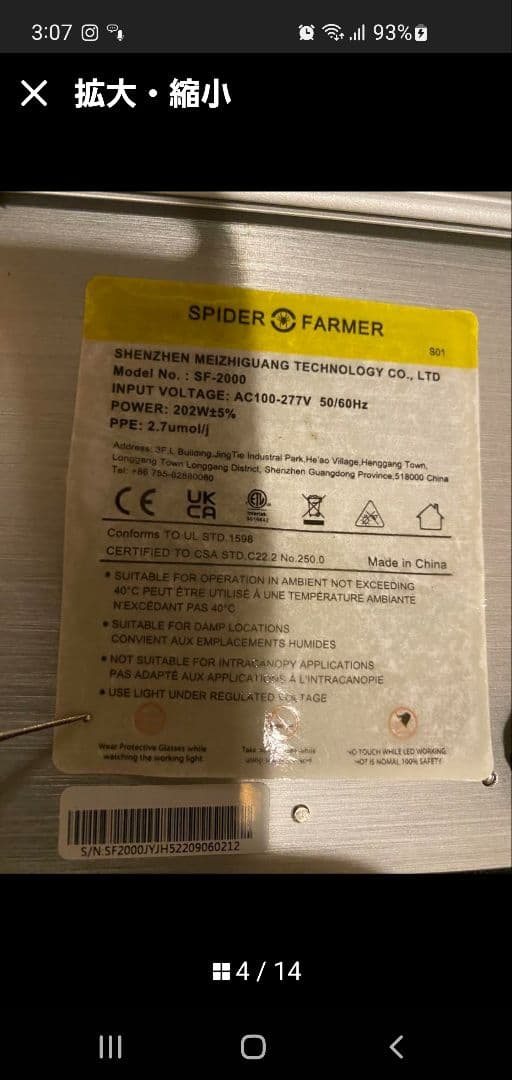 3:07
93%
拡大・縮小
SPIDER FARMER
S01
SHENZHEN MEIZHIGUANG TECHNOLOGY CO., LTD
Model No. : SF-2000
INPUT VOLTAGE: AC100-277V 50/60Hz
POWER: 202W±5%
PPE: 2.7umol/j
Address: 3F,L Building,JingTie Industrai Park,He'ao Village,Henggang Town,
Longgang Town Longgang District, Shenzhen Guangdong Province,518000 China
Tel: +86 755-82880080
CE UK CA ETL
Intertek
Conforms TO UL STD.1598
CERTIFIED TO CSA STD.C22.2 No.250.0
Made in China
• SUITABLE FOR OPERATION IN AMBIENT NOT EXCEEDING
40°C PEUT ÊTRE UTILISÉ À UNE TEMPÉRATURE AMBIANTE
N'EXCÉDANT PAS 40°C
• SUITABLE FOR DAMP LOCATIONS
CONVIENT AUX EMPLACEMENTS HUMIDES
• NOT SUITABLE FOR INTRACANOPY APPLICATIONS
PAS ADAPTÉ AUX APPLICATIONS À L'INTRACANOPIE
• USE LIGHT UNDER REGULATED VOLTAGE
Wear Protective Glasses while
watching the working light
Take while
using
NO TOUCH WHILE LED WORKING
HOT IS NOMAL 100% SAFETY
S/N:SF2000JYJH52209060212
4 / 14